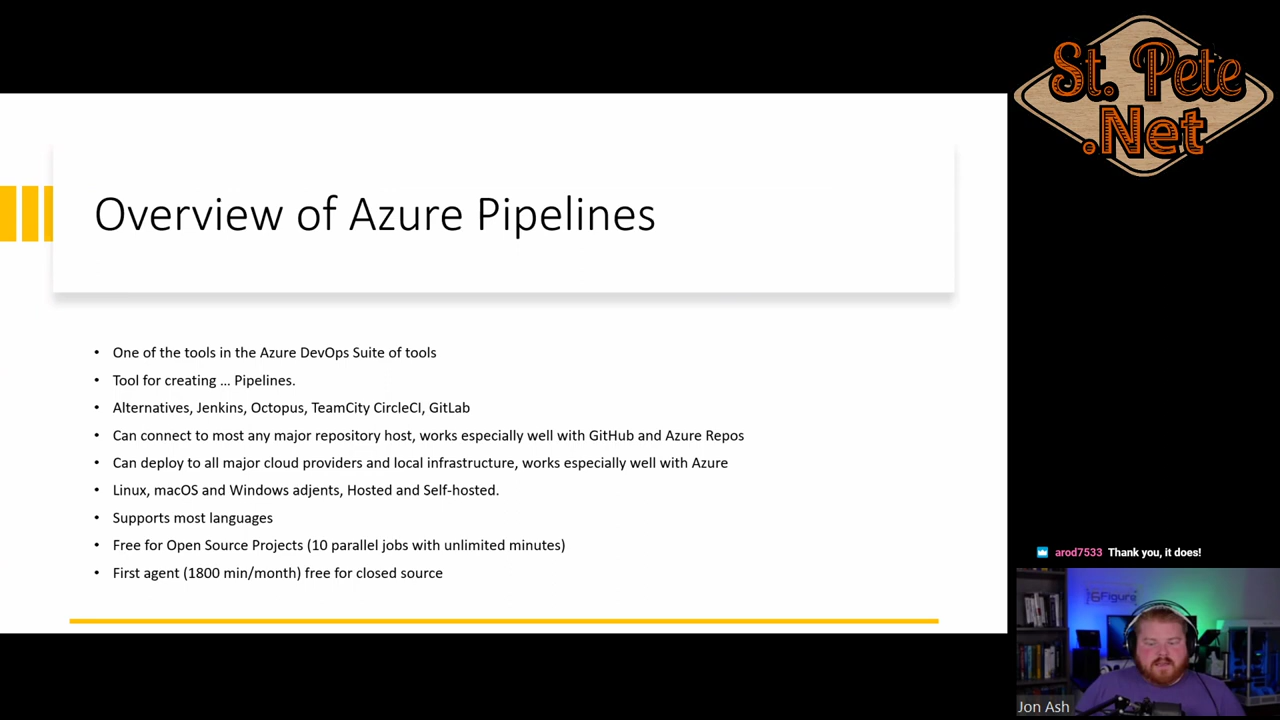 St. Pete
.Net
Overview of Azure Pipelines
• One of the tools in the Azure DevOps Suite of tools
• Tool for creating … Pipelines.
• Alternatives, Jenkins, Octopus, TeamCity CircleCI, GitLab
• Can connect to most any major repository host, works especially well with GitHub and Azure Repos
• Can deploy to all major cloud providers and local infrastructure, works especially well with Azure
• Linux, macOS and Windows adjents, Hosted and Self-hosted.
• Supports most languages
• Free for Open Source Projects (10 parallel jobs with unlimited minutes)
• First agent (1800 min/month) free for closed source
arod7533 Thank you, it does!
6Figure
Jon Ash